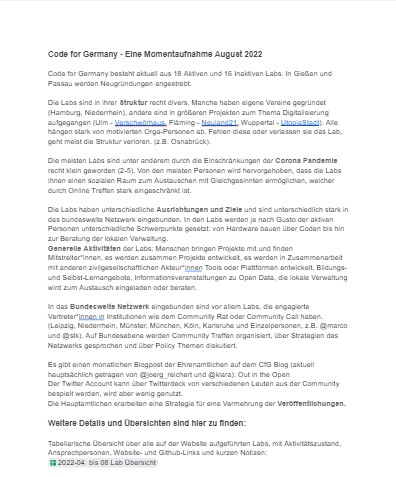 Code for Germany - Eine Momentaufnahme August 2022
Code for Germany besteht aktuell aus 18 Aktiven und 16 Inaktiven Labs. In Gießen und
Passau werden Neugründungen angestrebt.
Die Labs sind in ihrer Struktur recht divers. Manche haben eigene Vereine gegründet
(Hamburg, Niederrhein), andere sind in größeren Projekten zum Thema Digitalisierung
aufgegangen (Ulm - Verschwörhaus, Fläming - Neuland21, Wuppertal - UtopiaStadt). Alle
hängen stark von motivierten Orga-Personen ab. Fehlen diese oder verlassen sie das Lab,
geht meist die Struktur verloren. (z.B. Osnabrück).
Die meisten Labs sind unter anderem durch die Einschränkungen der Corona Pandemie
recht klein geworden (2-5). Von den meisten Personen wird hervorgehoben, dass die Labs
ihnen einen sozialen Raum zum Austauschen mit Gleichgesinnten ermöglichen, welcher
durch Online Treffen stark eingeschränkt ist.
Die Labs haben unterschiedliche Ausrichtungen und Ziele und sind unterschiedlich stark in
das bundesweite Netzwerk eingebunden. In den Labs werden je nach Gusto der aktiven
Personen unterschiedliche Schwerpunkte gesetzt: von Hardware bauen über Coden bis hin
zur Beratung der lokalen Verwaltung.
Generelle Aktivitäten der Labs: Menschen bringen Projekte mit und finden
Mitstreiter*innen, es werden zusammen Projekte entwickelt, es werden in Zusammenarbeit
mit anderen zivilgesellschaftlichen Akteur*innen Tools oder Plattformen entwickelt, Bildungs-
und Selbst-Lernangebote, Informationsveranstaltungen zu Open Data, die lokale Verwaltung
wird zum Austausch eingeladen oder beraten.
In das Bundesweite Netzwerk eingebunden sind vor allem Labs, die engagierte
Vertreter*innen in Institutionen wie dem Community Rat oder Community Call haben.
(Leipzig, Niederrhein, Münster, München, Köln, Karlsruhe und Einzelpersonen, z.B. @marco
und @stk). Auf Bundesebene werden Community Treffen organisiert, über Strategien des
Netzwerks gesprochen und über Policy Themen diskutiert.
Es gibt einen monatlichen Blogpost der Ehrenamtlichen auf dem CfG Blog (aktuell
hauptsächlich getragen von @joerg_reichert und @klara): Out in the Open
Der Twitter Account kann über Twitterdeck von verschiedenen Leuten aus der Community
bespielt werden, wird aber wenig genutzt.
Die Hauptamtlichen erarbeiten eine Strategie für eine Vermehrung der Veröffentlichungen.
Weitere Details und Übersichten sind hier zu finden:
Tabellarische Übersicht über alle auf der Website aufgeführten Labs, mit Aktivitätszustand,
Ansprechpersonen, Website- und Github-Links und kurzen Notizen:
2022-04 bis 08 Lab Übersicht